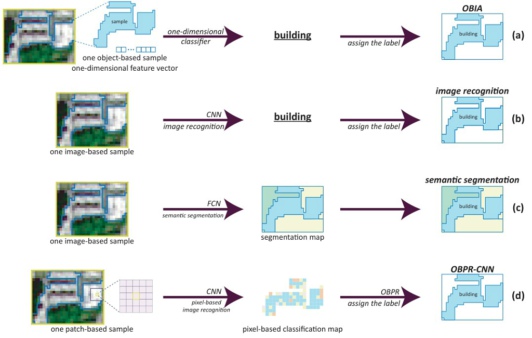 OBIA
sample
one-dimensional
classifier
building
assign the label
building
(a)
one object-based sample
one-dimensional feature vector
image recognition
CNN
image recognition
building
assign the label
building
(b)
one image-based sample
semantic segmentation
FCN
semantic segmentation
building
(c)
one image-based sample
segmentation map
OBPR-CNN
CNN
pixel-based
image recognition
OBPR
assign the label
building
(d)
one patch-based sample
pixel-based classification map